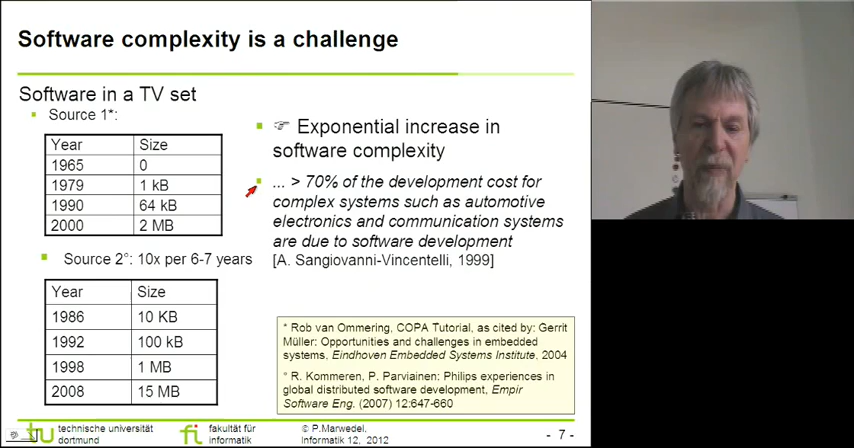 Software complexity is a challenge
Software in a TV set
Source 1*:
Year Size
1965 0
1979 1 kB
1990 64 kB
2000 2 MB
Source 2°: 10x per 6-7 years
Year Size
1986 10 KB
1992 100 kB
1998 1 MB
2008 15 MB
☞ Exponential increase in
software complexity
... > 70% of the development cost for
complex systems such as automotive
electronics and communication systems
are due to software development
[A. Sangiovanni-Vincentelli, 1999]
* Rob van Ommering, COPA Tutorial, as cited by: Gerrit
Müller: Opportunities and challenges in embedded
systems, Eindhoven Embedded Systems Institute, 2004
° R. Kommeren, P. Parviainen: Philips experiences in
global distributed software development, Empir
Software Eng. (2007) 12:647-660
tu technische universität
dortmund
fi fakultät für
informatik
© P.Marwedel,
Informatik 12, 2012
- 7 -